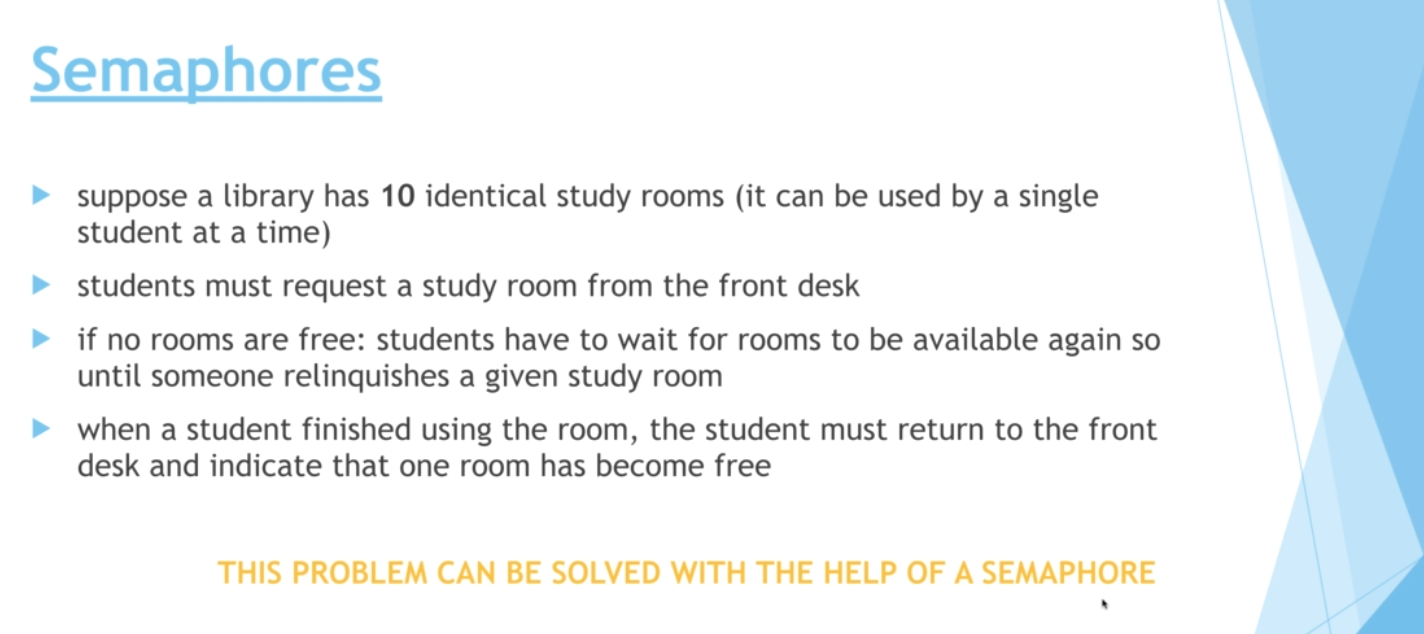 Semaphores
suppose a library has 10 identical study rooms (it can be used by a single
student at a time)
students must request a study room from the front desk
if no rooms are free: students have to wait for rooms to be available again so
until someone relinquishes a given study room
when a student finished using the room, the student must return to the front
desk and indicate that one room has become free
THIS PROBLEM CAN BE SOLVED WITH THE HELP OF A SEMAPHORE